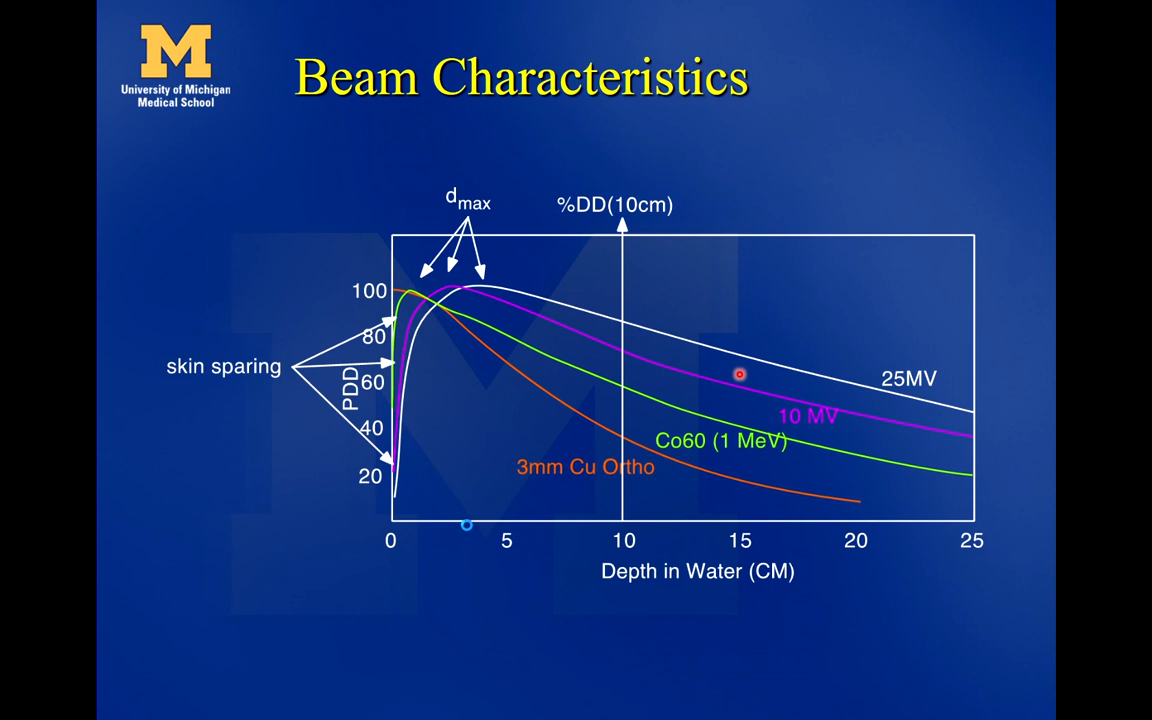 University of Michigan
Medical School
Beam Characteristics
dmax
%DD(10cm)
100
80
60
40
20
PDD
skin sparing
25MV
10 MV
Co60 (1 MeV)
3mm Cu Ortho
0 5 10 15 20 25
Depth in Water (CM)